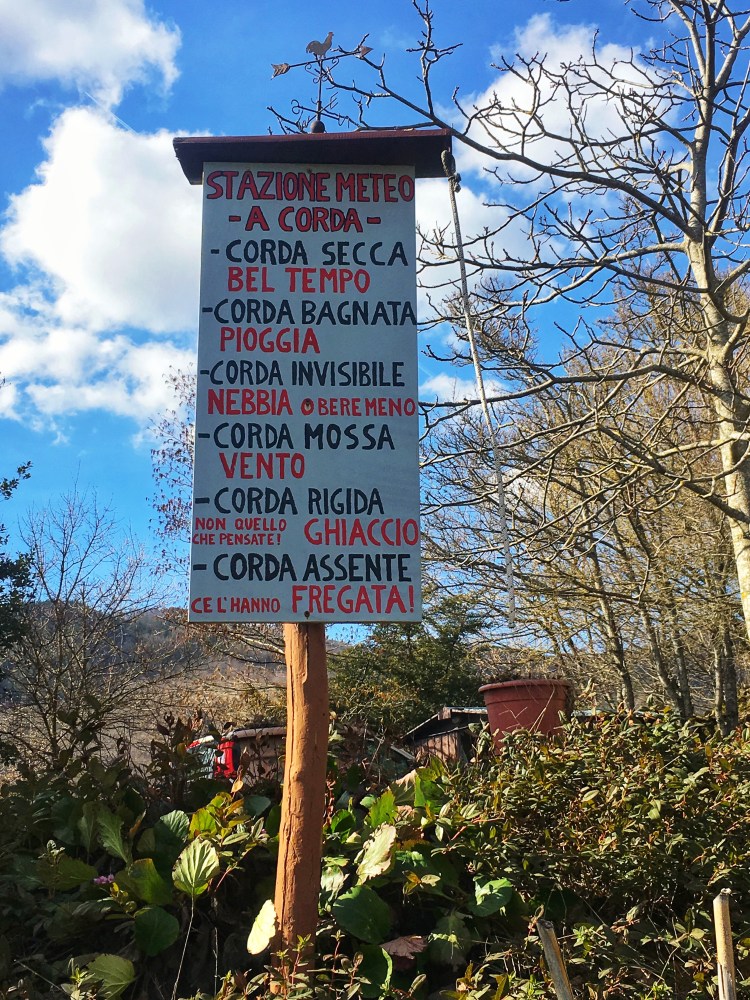 STAZIONE METEO
- A CORDA -
- CORDA SECCA
BEL TEMPO
- CORDA BAGNATA
PIOGGIA
- CORDA INVISIBILE
NEBBIA O BERE MENO
- CORDA MOSSA
VENTO
- CORDA RIGIDA
NON QUELLO
CHE PENSATE! GHIACCIO
- CORDA ASSENTE
CE L'HANNO FREGATA!